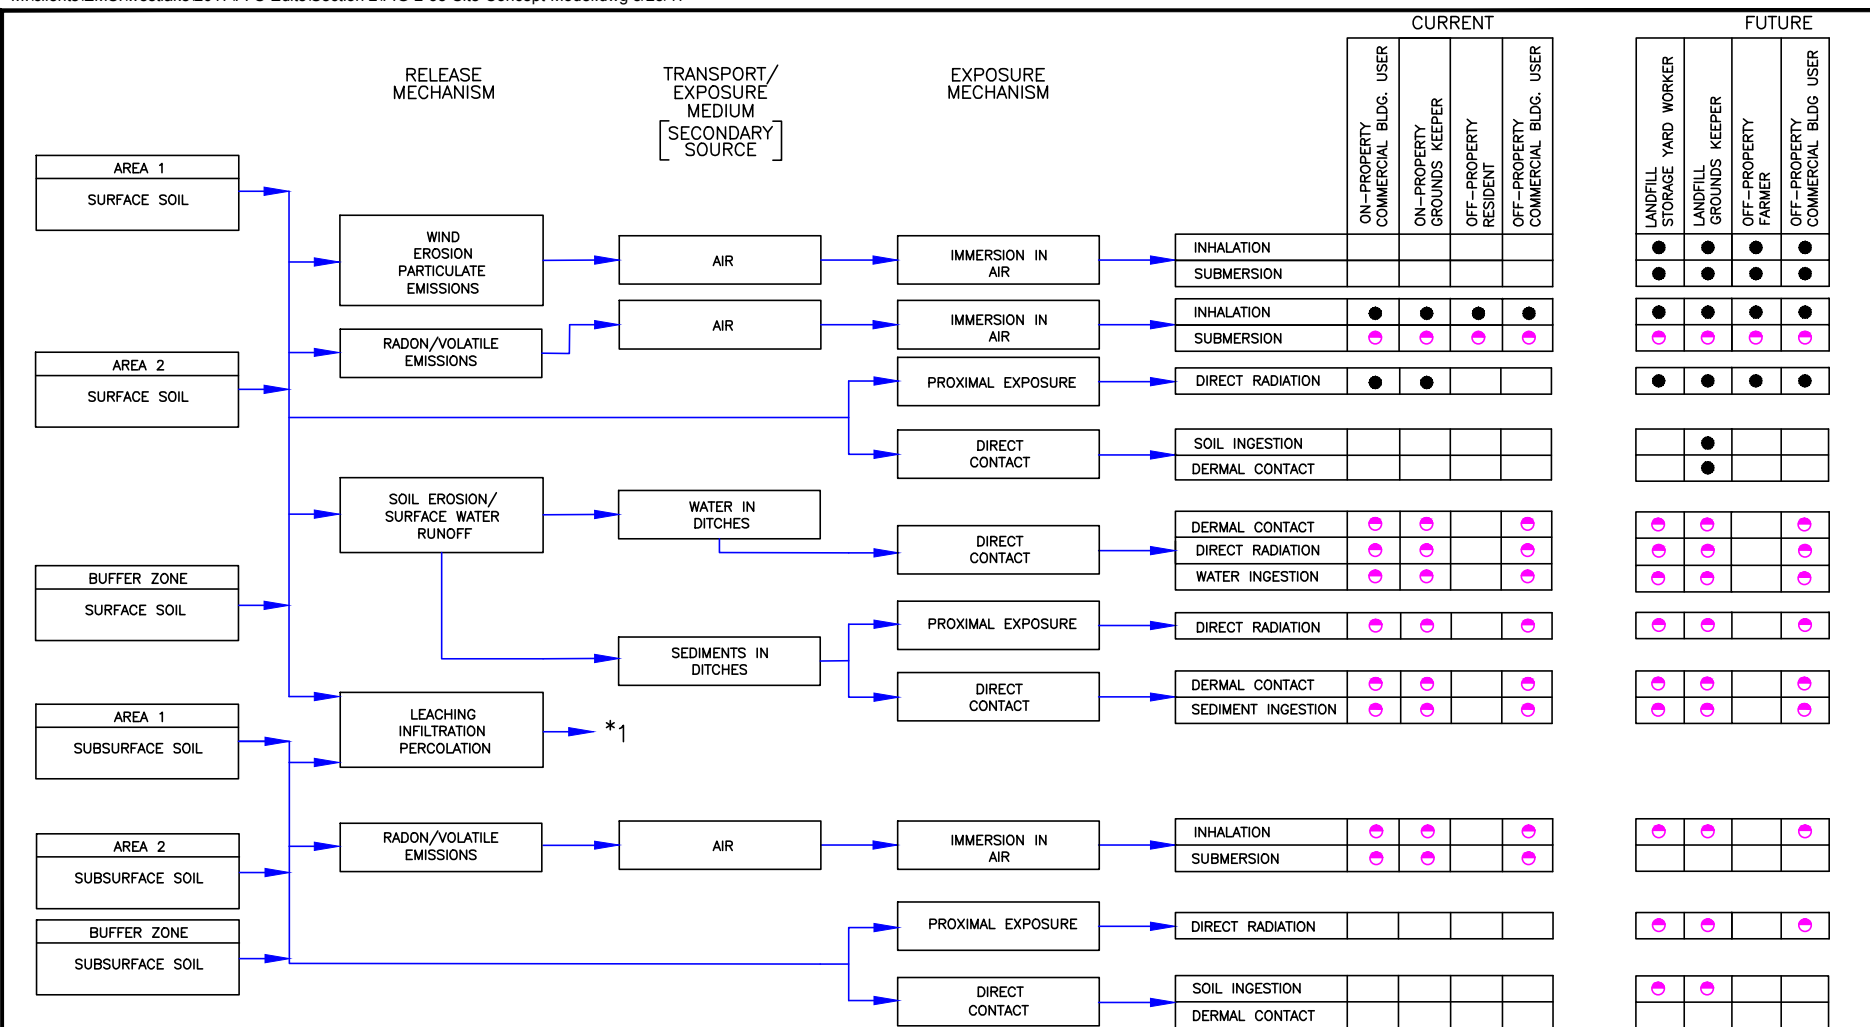 CURRENT
FUTURE
RELEASE
MECHANISM
TRANSPORT/
EXPOSURE
MEDIUM
SECONDARY
SOURCE
EXPOSURE
MECHANISM
ON-PROPERTY
COMMERCIAL BLDG. USER
ON-PROPERTY
GROUNDS KEEPER
OFF-PROPERTY
RESIDENT
OFF-PROPERTY
COMMERCIAL BLDG. USER
LANDFILL
STORAGE YARD WORKER
LANDFILL
GROUNDS KEEPER
OFF-PROPERTY
FARMER
OFF-PROPERTY
COMMERCIAL BLDG USER
AREA 1
SURFACE SOIL
WIND
EROSION
PARTICULATE
EMISSIONS
AIR
IMMERSION IN
AIR
INHALATION
SUBMERSION
RADON/VOLATILE
EMISSIONS
AIR
IMMERSION IN
AIR
INHALATION
SUBMERSION
AREA 2
SURFACE SOIL
PROXIMAL EXPOSURE
DIRECT RADIATION
DIRECT
CONTACT
SOIL INGESTION
DERMAL CONTACT
SOIL EROSION/
SURFACE WATER
RUNOFF
WATER IN
DITCHES
DIRECT
CONTACT
DERMAL CONTACT
DIRECT RADIATION
WATER INGESTION
BUFFER ZONE
SURFACE SOIL
SEDIMENTS IN
DITCHES
PROXIMAL EXPOSURE
DIRECT RADIATION
DIRECT
CONTACT
DERMAL CONTACT
SEDIMENT INGESTION
AREA 1
SUBSURFACE SOIL
LEACHING
INFILTRATION
PERCOLATION
*1
AREA 2
SUBSURFACE SOIL
RADON/VOLATILE
EMISSIONS
AIR
IMMERSION IN
AIR
INHALATION
SUBMERSION
BUFFER ZONE
SUBSURFACE SOIL
PROXIMAL EXPOSURE
DIRECT RADIATION
DIRECT
CONTACT
SOIL INGESTION
DERMAL CONTACT